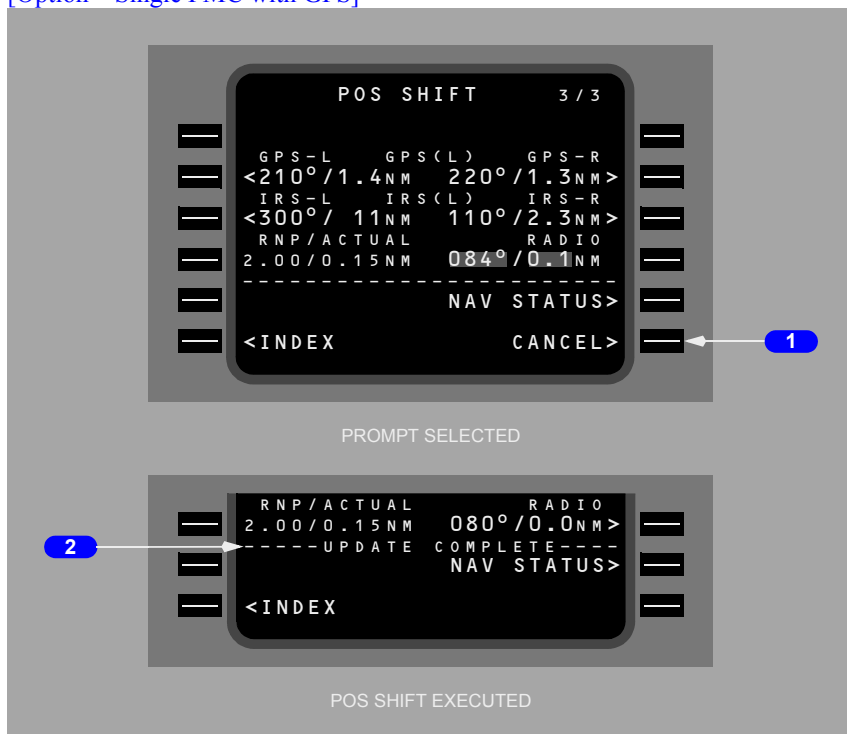 [Option - Single FMC with GPS]
POS SHIFT 3/3
GPS-L GPS(L) GPS-R
<210°/1.4NM 220°/1.3NM>
IRS-L IRS(L) IRS-R
<300°/ 11NM 110°/2.3NM>
RNP/ACTUAL RADIO
2.00/0.15NM 084°/0.1NM
------------------------
NAV STATUS>
<INDEX CANCEL>
1
PROMPT SELECTED
RNP/ACTUAL RADIO
2.00/0.15NM 080°/0.0NM>
2
-----UPDATE COMPLETE----
NAV STATUS>
<INDEX
POS SHIFT EXECUTED